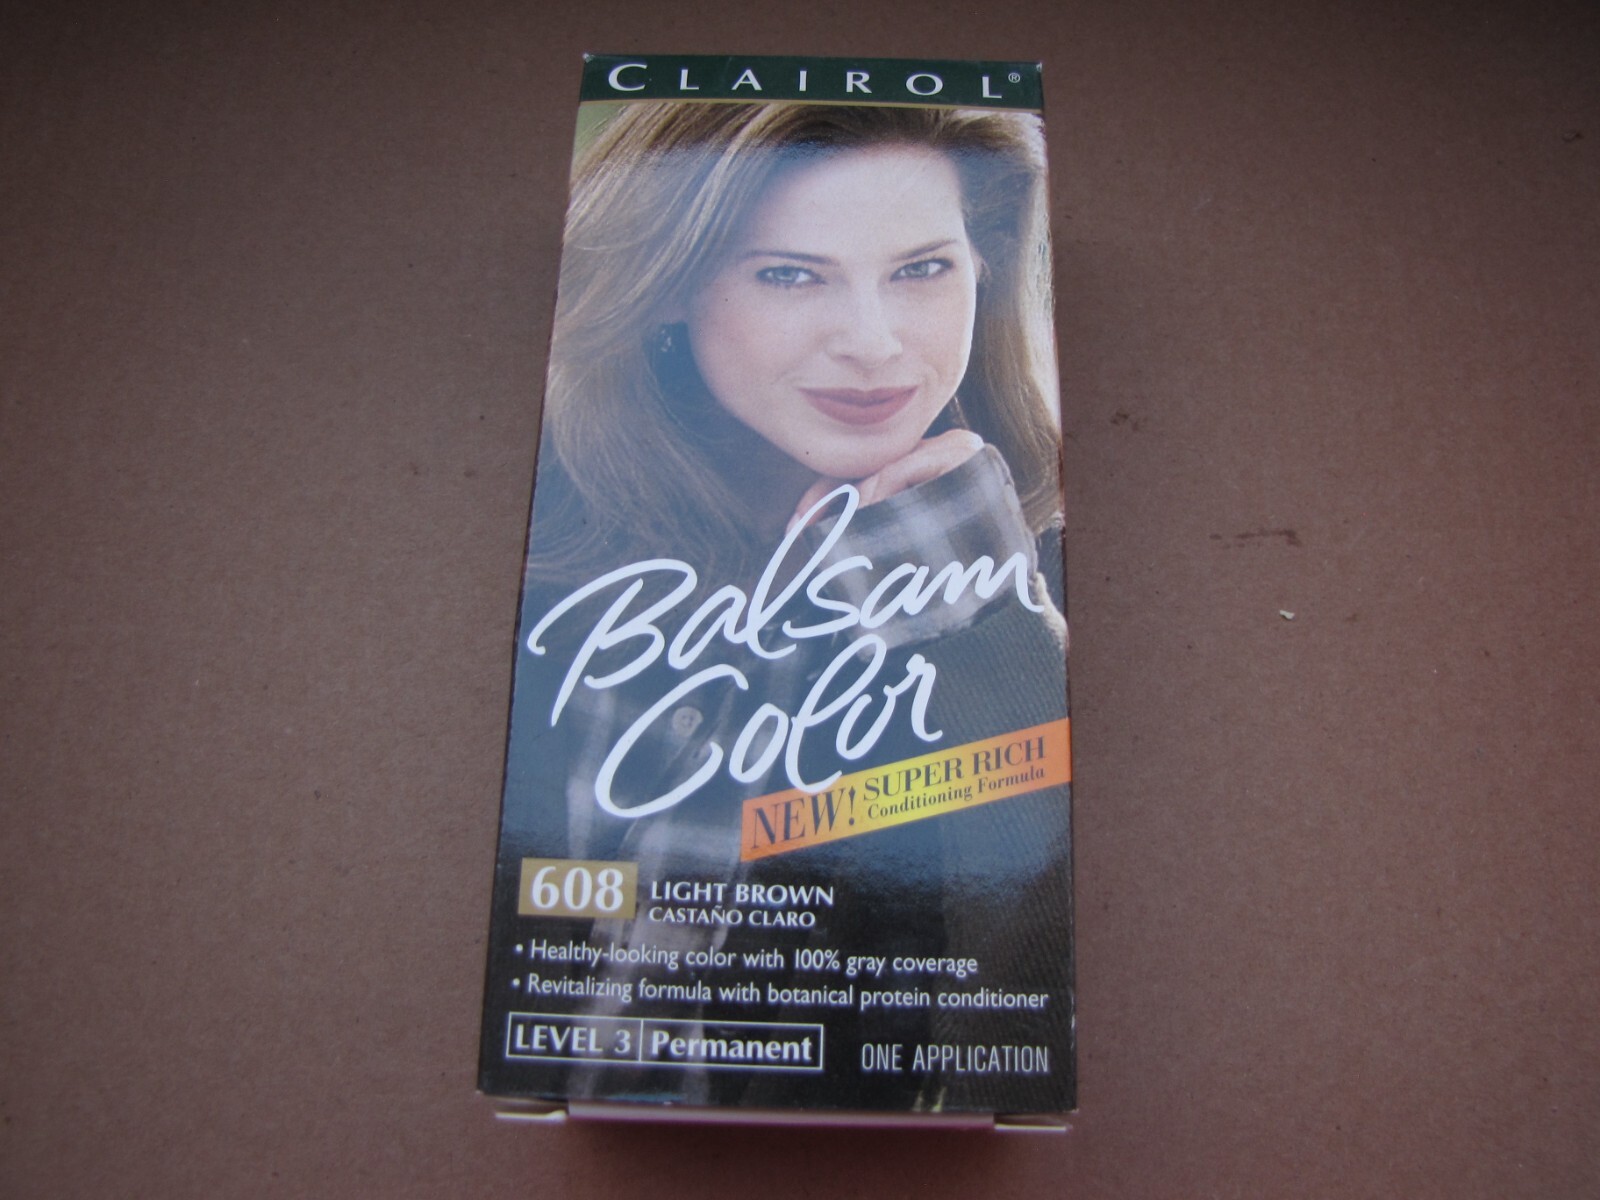 CLAIROL®
Balsam
Color
NEW! SUPER RICH
Conditioning Formula
608 LIGHT BROWN
CASTAÑO CLARO
• Healthy-looking color with 100% gray coverage
• Revitalizing formula with botanical protein conditioner
LEVEL 3 Permanent
ONE APPLICATION